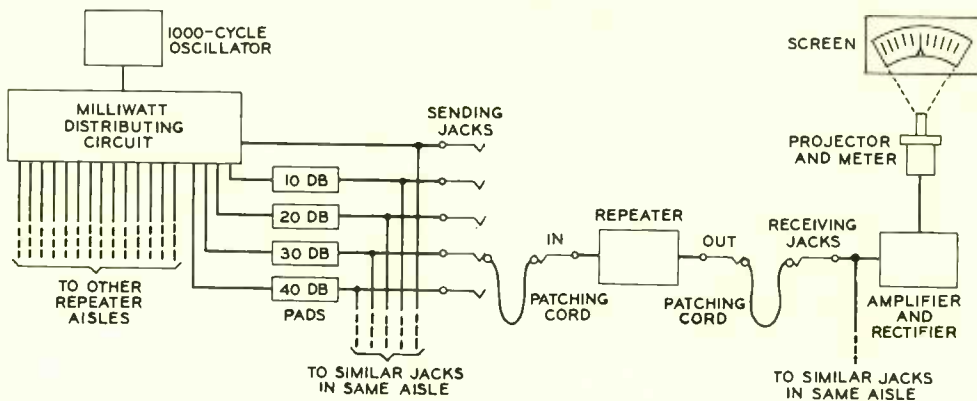 1000-CYCLE
OSCILLATOR
MILLIWATT
DISTRIBUTING
CIRCUIT
TO OTHER
REPEATER
AISLES
10 DB
20 DB
30 DB
40 DB
PADS
SENDING
JACKS
TO SIMILAR JACKS
IN SAME AISLE
PATCHING
CORD
IN
REPEATER
OUT
PATCHING
CORD
RECEIVING
JACKS
SCREEN
PROJECTOR
AND METER
AMPLIFIER
AND
RECTIFIER
TO SIMILAR JACKS
IN SAME AISLE